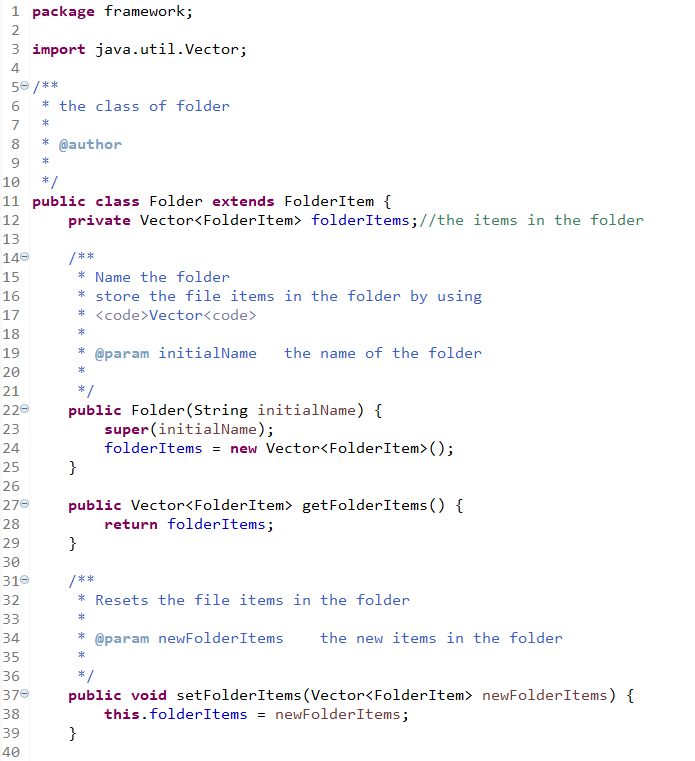 1 package framework;
2
3 import java.util.Vector;
4
5 /**
6  * the class of folder
7  *
8  * @author
9  *
10  */
11 public class Folder extends FolderItem {
12     private Vector<FolderItem> folderItems;//the items in the folder
13
14     /**
15      * Name the folder
16      * store the file items in the folder by using
17      * <code>Vector<code>
18      *
19      * @param initialName   the name of the folder
20      *
21      */
22     public Folder(String initialName) {
23         super(initialName);
24         folderItems = new Vector<FolderItem>();
25     }
26
27     public Vector<FolderItem> getFolderItems() {
28         return folderItems;
29     }
30
31     /**
32      * Resets the file items in the folder
33      *
34      * @param newFolderItems    the new items in the folder
35      *
36      */
37     public void setFolderItems(Vector<FolderItem> newFolderItems) {
38         this.folderItems = newFolderItems;
39     }
40